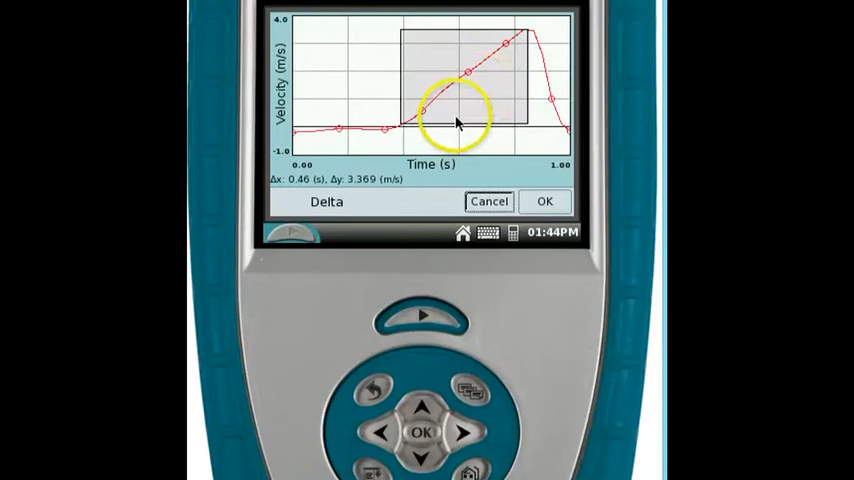 4.0
Velocity (m/s)
-1.0
0.00
Time (s)
1.00
Δx: 0.46 (s), Δy: 3.369 (m/s)
Delta
Cancel
OK
01:44PM
OK